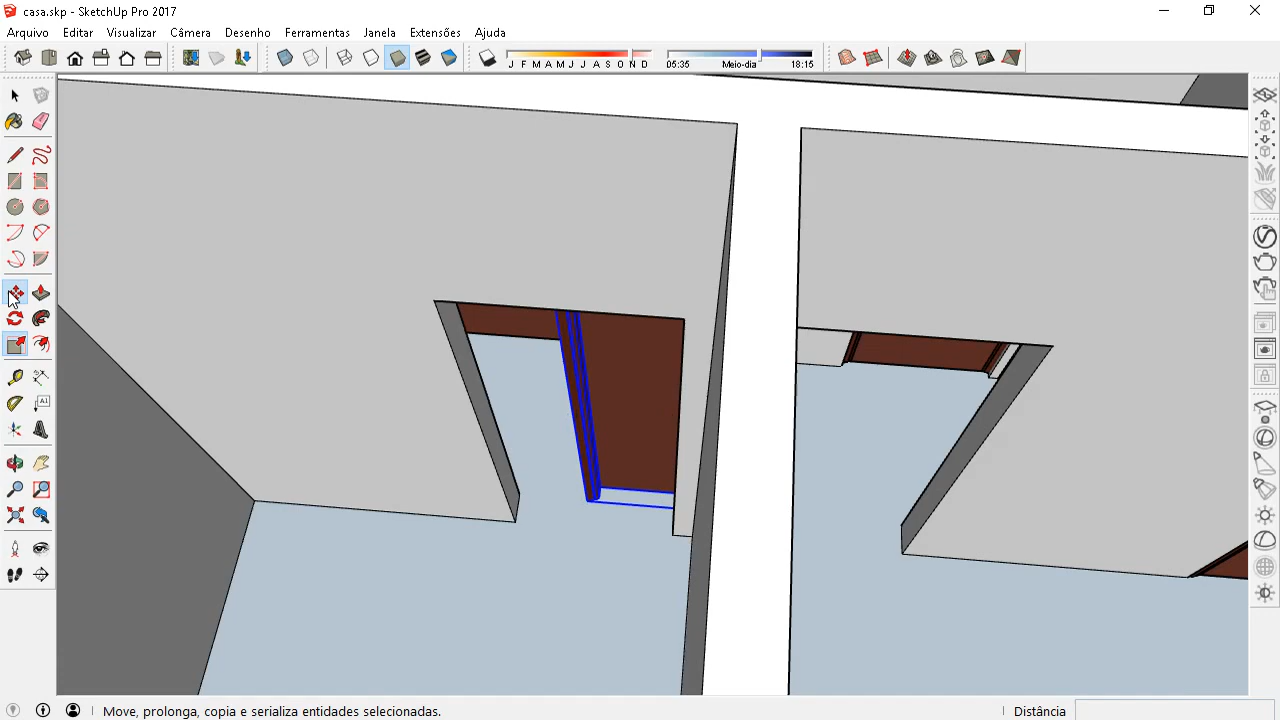 casa.skp - SketchUp Pro 2017
Arquivo Editar Visualizar Câmera Desenho Ferramentas Janela Extensões Ajuda
J F M A M J J A S O N D 05:35 Meio-dia 18:15
A1
Move, prolonga, copia e serializa entidades selecionadas. Distância